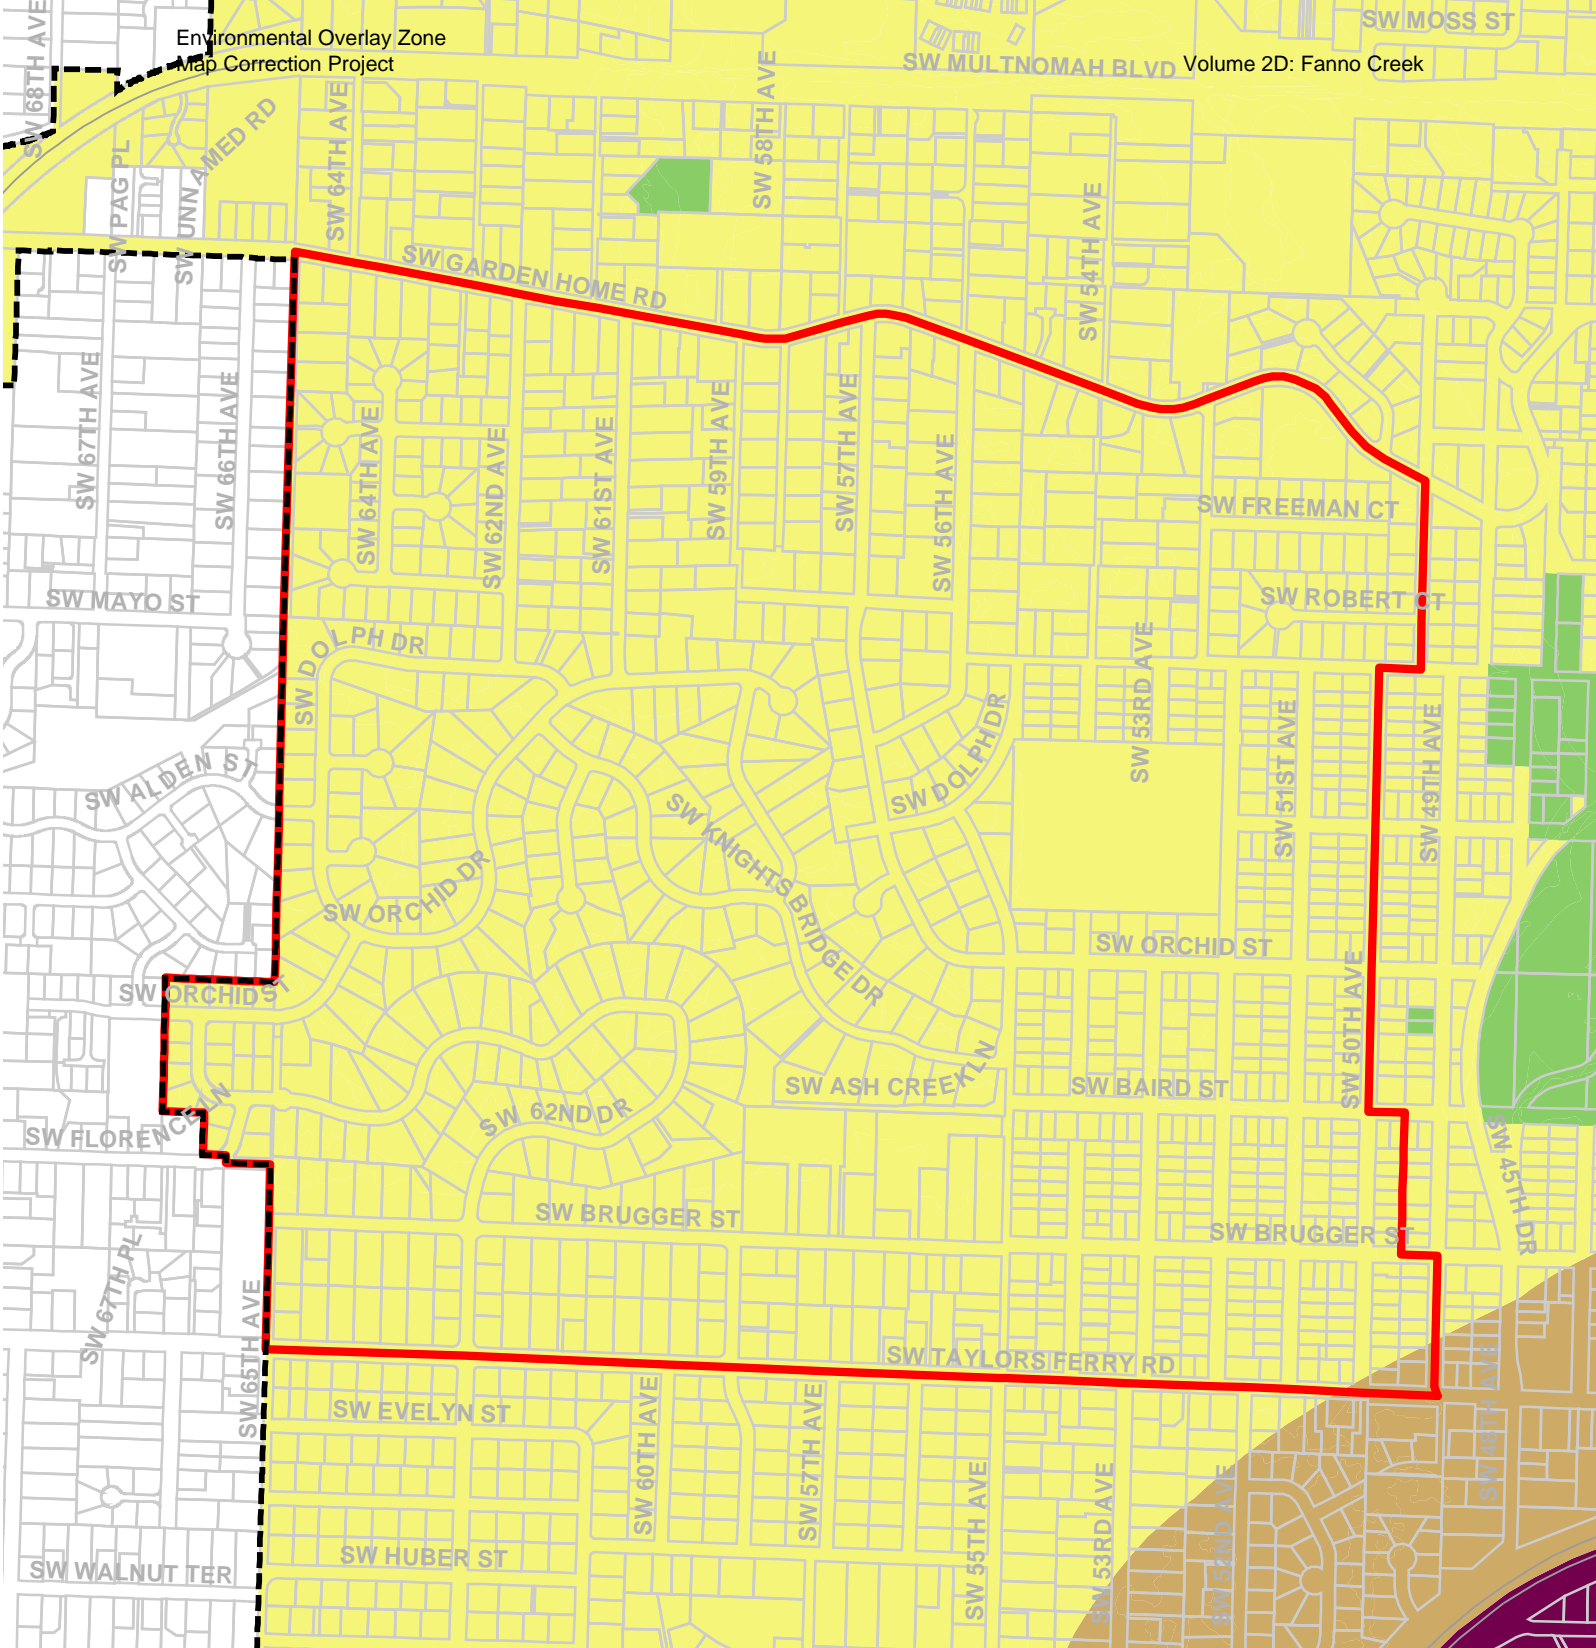 Environmental Overlay Zone
Map Correction Project
Volume 2D: Fanno Creek
SW MOSS ST
SW MULTNOMAH BLVD
SW 68TH AVE
SW PAG PL
SW UNNAMED RD
SW 64TH AVE
SW 58TH AVE
SW 54TH AVE
SW GARDEN HOME RD
SW 67TH AVE
SW 66TH AVE
SW 64TH AVE
SW 62ND AVE
SW 61ST AVE
SW 59TH AVE
SW 57TH AVE
SW 56TH AVE
SW FREEMAN CT
SW MAYO ST
SW ROBERT CT
SW DOLPH DR
SW 53RD AVE
SW DOLPH DR
SW 51ST AVE
SW 49TH AVE
SW ALDEN ST
SW KNIGHTS BRIDGE DR
SW ORCHID DR
SW ORCHID ST
SW ORCHID ST
SW 50TH AVE
SW ASH CREEK LN
SW BAIRD ST
SW 62ND DR
SW FLORENCE LN
SW 45TH DR
SW BRUGGER ST
SW BRUGGER ST
SW 67TH PL
SW 65TH AVE
SW TAYLORS FERRY RD
SW 48TH AVE
SW EVELYN ST
SW 60TH AVE
SW 57TH AVE
SW 55TH AVE
SW 53RD AVE
SW 52ND AVE
SW HUBER ST
SW WALNUT TER